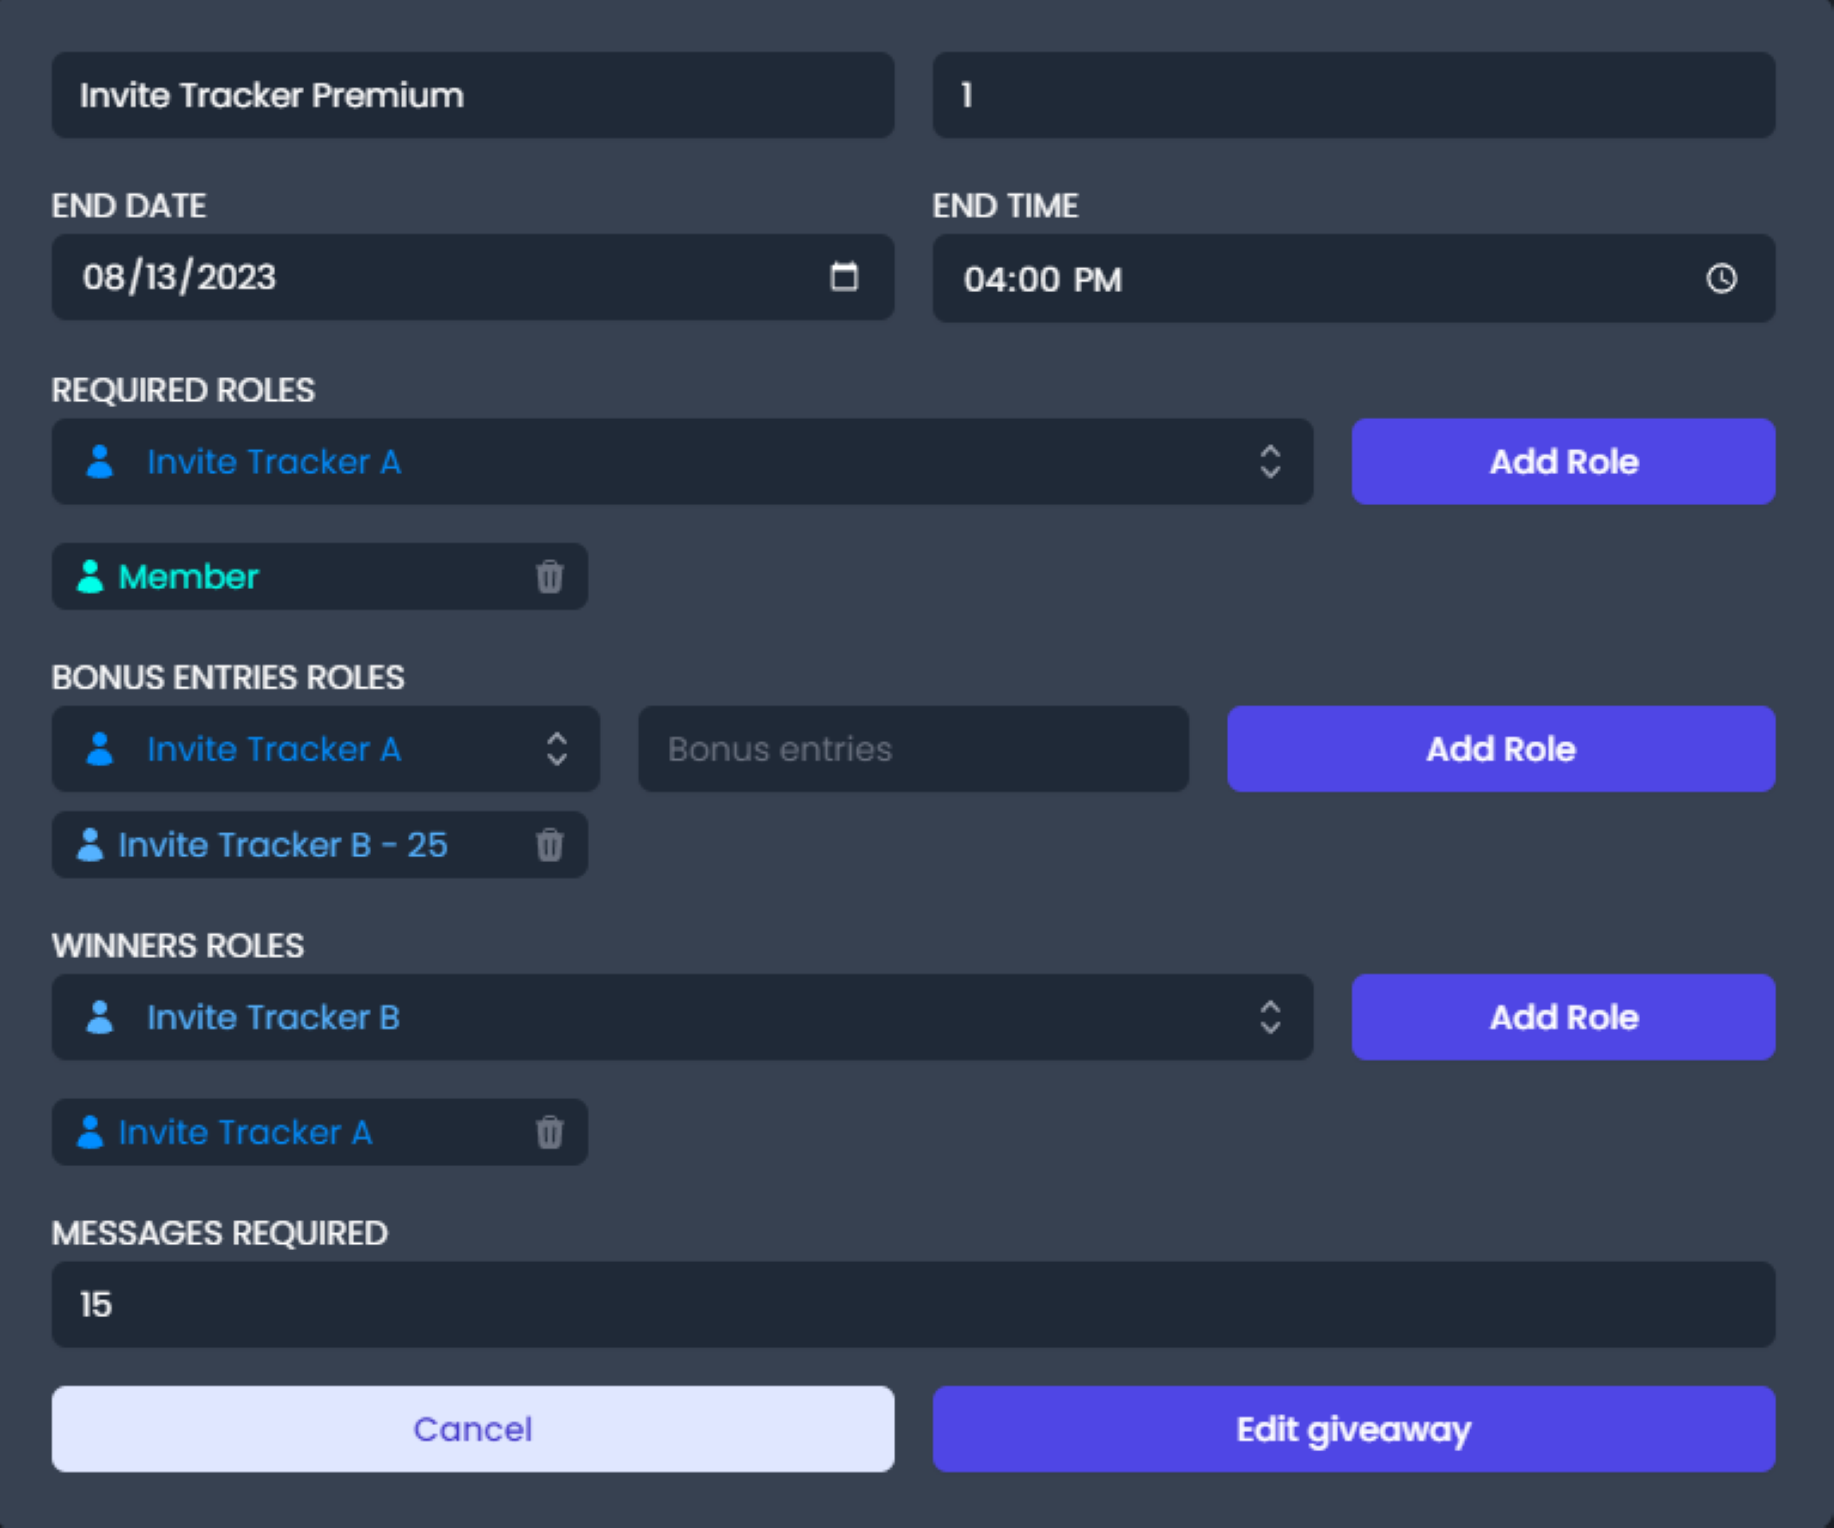 Invite Tracker Premium
1
END DATE
END TIME
08/13/2023
04:00 PM
REQUIRED ROLES
Invite Tracker A
Add Role
Member
BONUS ENTRIES ROLES
Invite Tracker A
Bonus entries
Add Role
Invite Tracker B - 25
WINNERS ROLES
Invite Tracker B
Add Role
Invite Tracker A
MESSAGES REQUIRED
15
Cancel
Edit giveaway